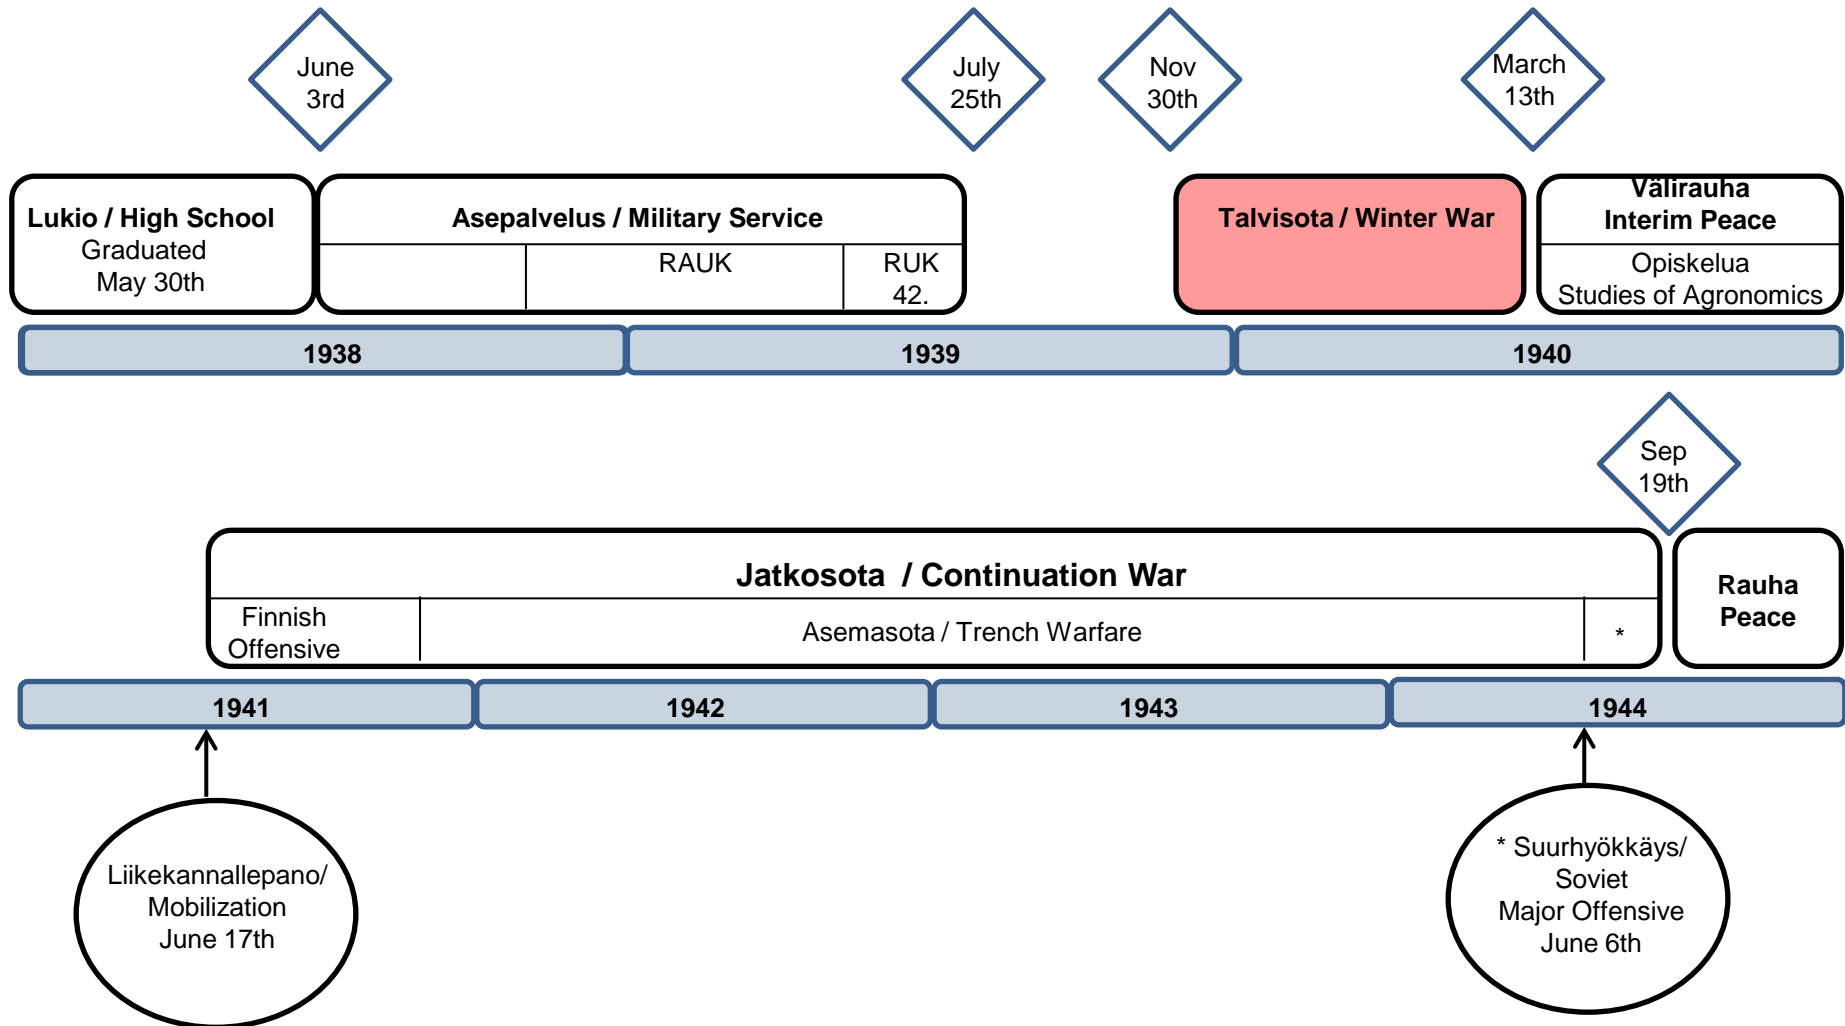 June
3rd
July
25th
Nov
30th
March
13th
Lukio / High School
Graduated
May 30th
Asepalvelus / Military Service
RAUK
RUK
42.
Talvisota / Winter War
Välirauha
Interim Peace
Opiskelua
Studies of Agronomics
1938
1939
1940
Sep
19th
Jatkosota / Continuation War
Finnish
Offensive
Asemasota / Trench Warfare
*
Rauha
Peace
1941
1942
1943
1944
Liikekannallepano/
Mobilization
June 17th
* Suurhyökkäys/
Soviet
Major Offensive
June 6th